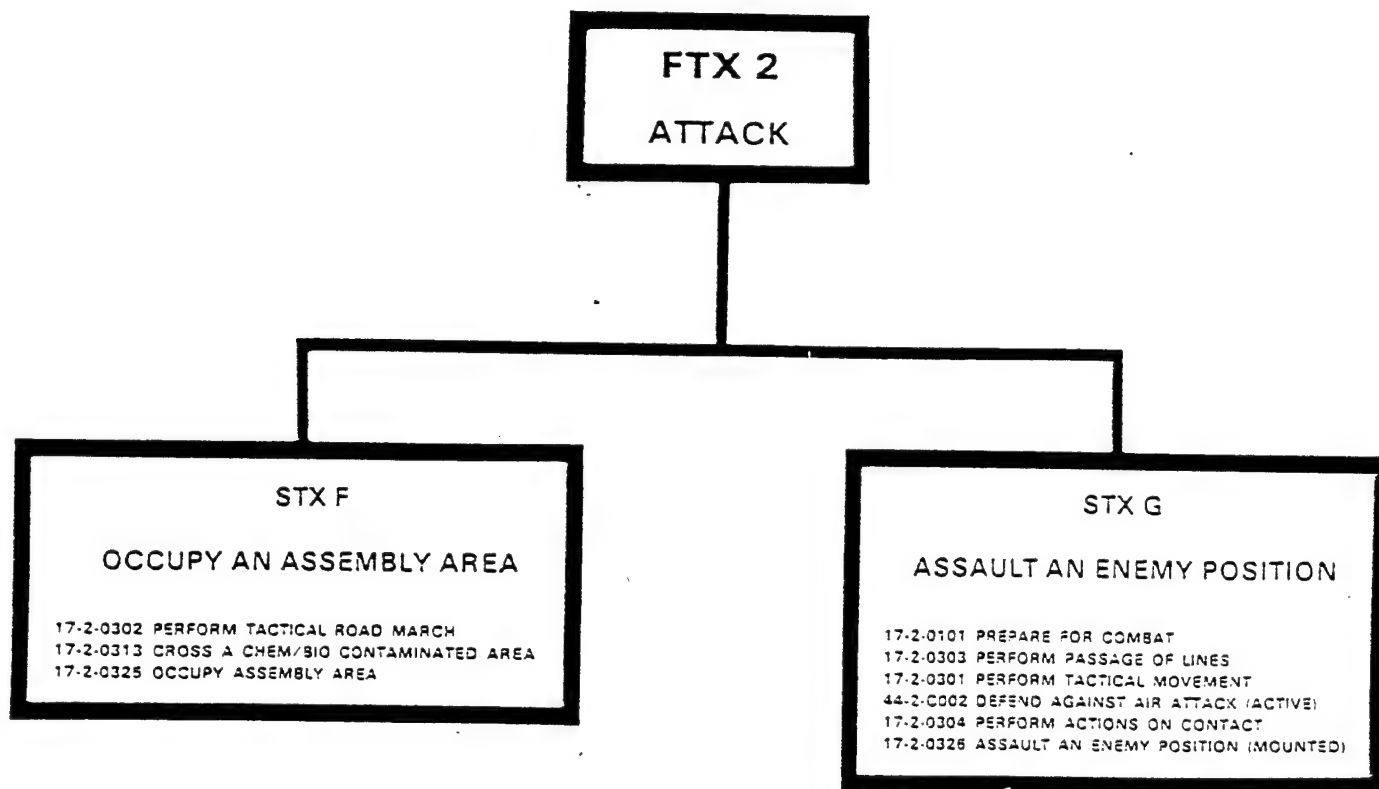 FTX 2
ATTACK
STX F
OCCUPY AN ASSEMBLY AREA
17-2-0302 PERFORM TACTICAL ROAD MARCH
17-2-0313 CROSS A CHEM/BIO CONTAMINATED AREA
17-2-0325 OCCUPY ASSEMBLY AREA
STX G
ASSAULT AN ENEMY POSITION
17-2-0101 PREPARE FOR COMBAT
17-2-0303 PERFORM PASSAGE OF LINES
17-2-0301 PERFORM TACTICAL MOVEMENT
44-2-C002 DEFEND AGAINST AIR ATTACK (ACTIVE)
17-2-0304 PERFORM ACTIONS ON CONTACT
17-2-0326 ASSAULT AN ENEMY POSITION (MOUNTED)